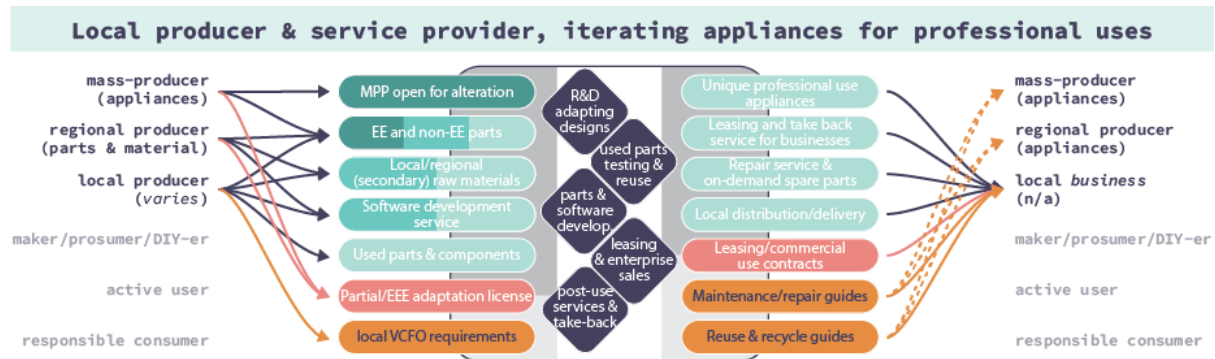 Local producer & service provider, iterating appliances for professional uses
mass-producer
(appliances)
regional producer
(parts & material)
local producer
(varies)
maker/prosumer/DIY-er
active user
responsible consumer
MPP open for alteration
EE and non-EE parts
Local/regional
(secondary) raw materials
Software development
service
Used parts & components
Partial/EEE adaptation license
local VCFO requirements
R&D
adapting
designs
used parts
testing &
reuse
parts &
software
develop.
leasing
& enterprise
sales
post-use
services &
take-back
Unique professional use
appliances
Leasing and take back
service for businesses
Repair service &
on-demand spare parts
Local distribution/delivery
Leasing/commercial
use contracts
Maintenance/repair guides
Reuse & recycle guides
mass-producer
(appliances)
regional producer
(appliances)
local business
(n/a)
maker/prosumer/DIY-er
active user
responsible consumer